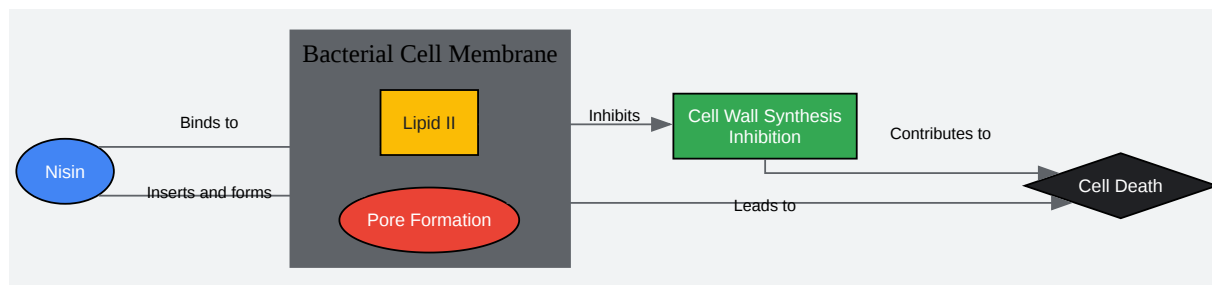 Bacterial Cell Membrane
Binds to
Lipid II
Inhibits
Cell Wall Synthesis
Inhibition
Contributes to
Nisin
Inserts and forms
Pore Formation
Leads to
Cell Death